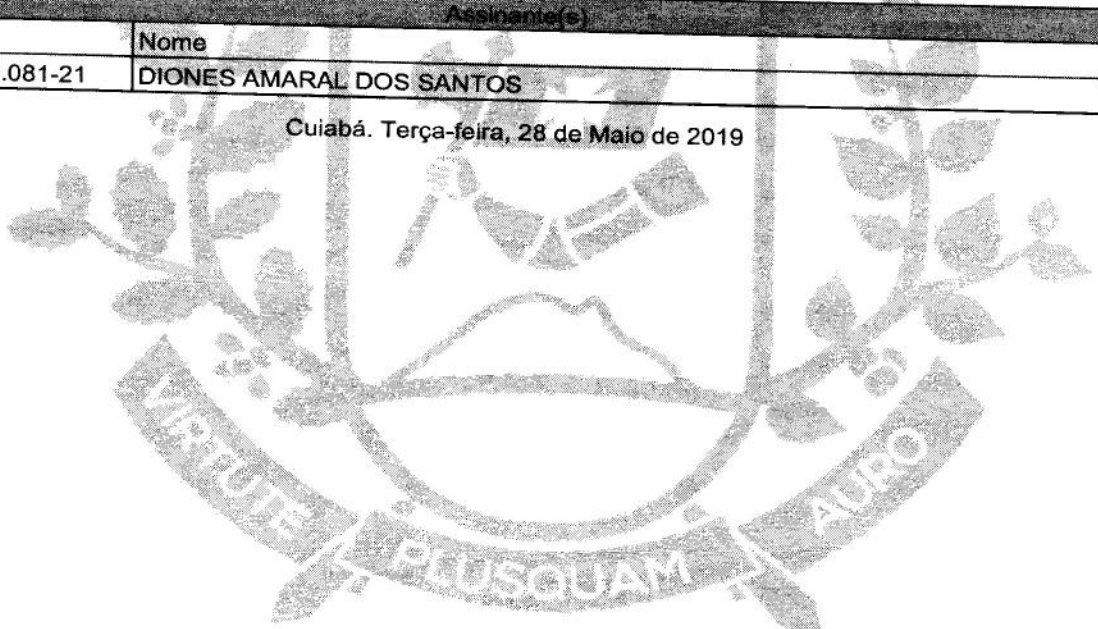 Assinante(s)
Nome
.081-21 DIONES AMARAL DOS SANTOS
Cuiabá. Terça-feira, 28 de Maio de 2019
VIRTUTE PLUSQUAM AURO